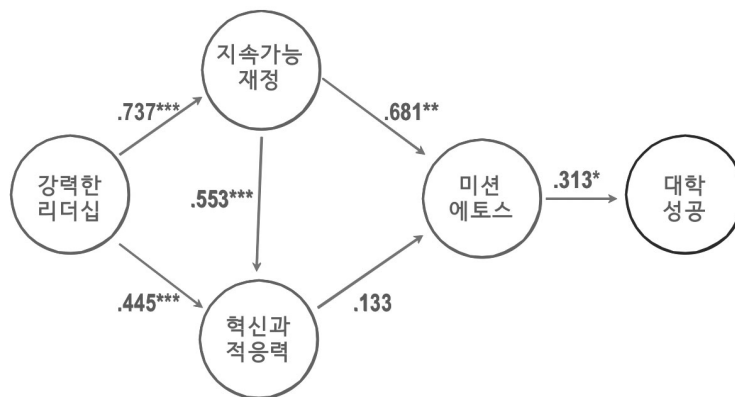 지속가능
재정
.737***
.681**
강력한
리더십
.553***
미션
에토스
.313*
대학
성공
.445***
.133
혁신과
적응력